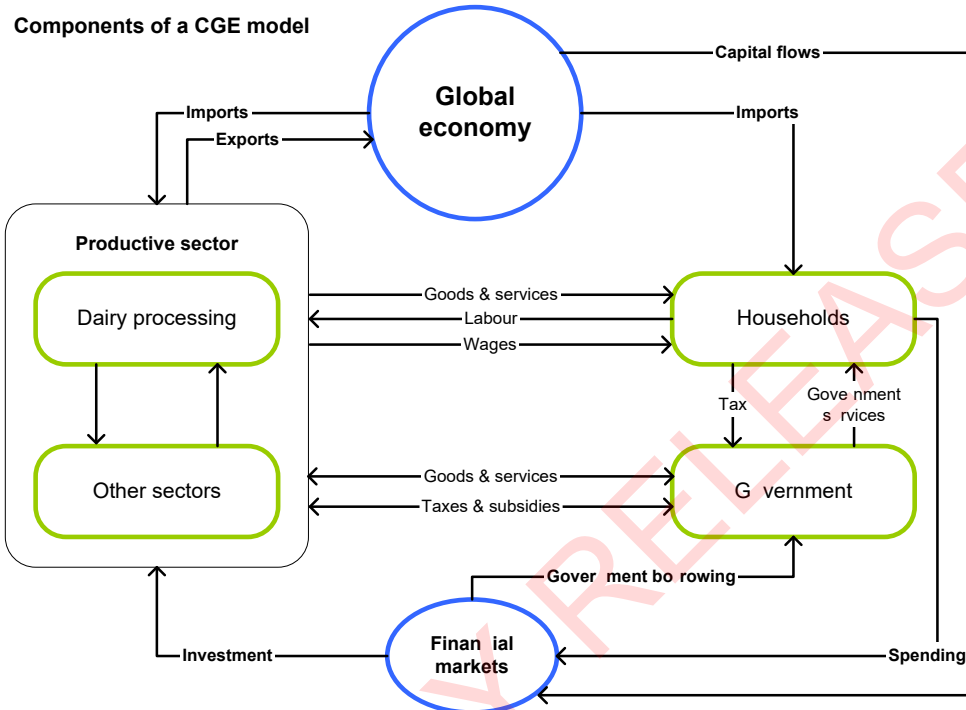 Components of a CGE model
Capital flows
Global
economy
Imports
Imports
Exports
Productive sector
Dairy processing
Goods & services
Labour
Wages
Households
Tax
Gove nment
s rvices
Other sectors
Goods & services
Taxes & subsidies
G vernment
Gover ment bo rowing
Investment
Finan ial
markets
Spending
Y RELEASE